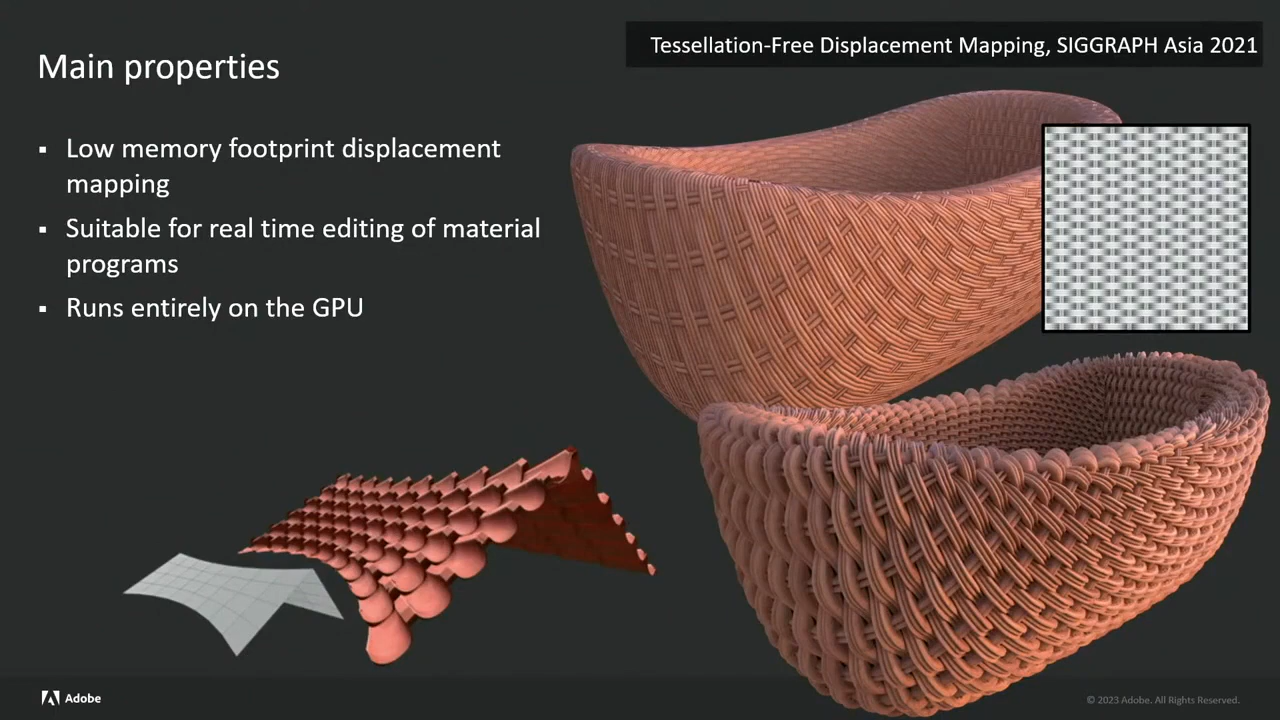 Tessellation-Free Displacement Mapping, SIGGRAPH Asia 2021
Main properties
▪ Low memory footprint displacement
mapping
▪ Suitable for real time editing of material
programs
▪ Runs entirely on the GPU
Adobe
© 2023 Adobe. All Rights Reserved.